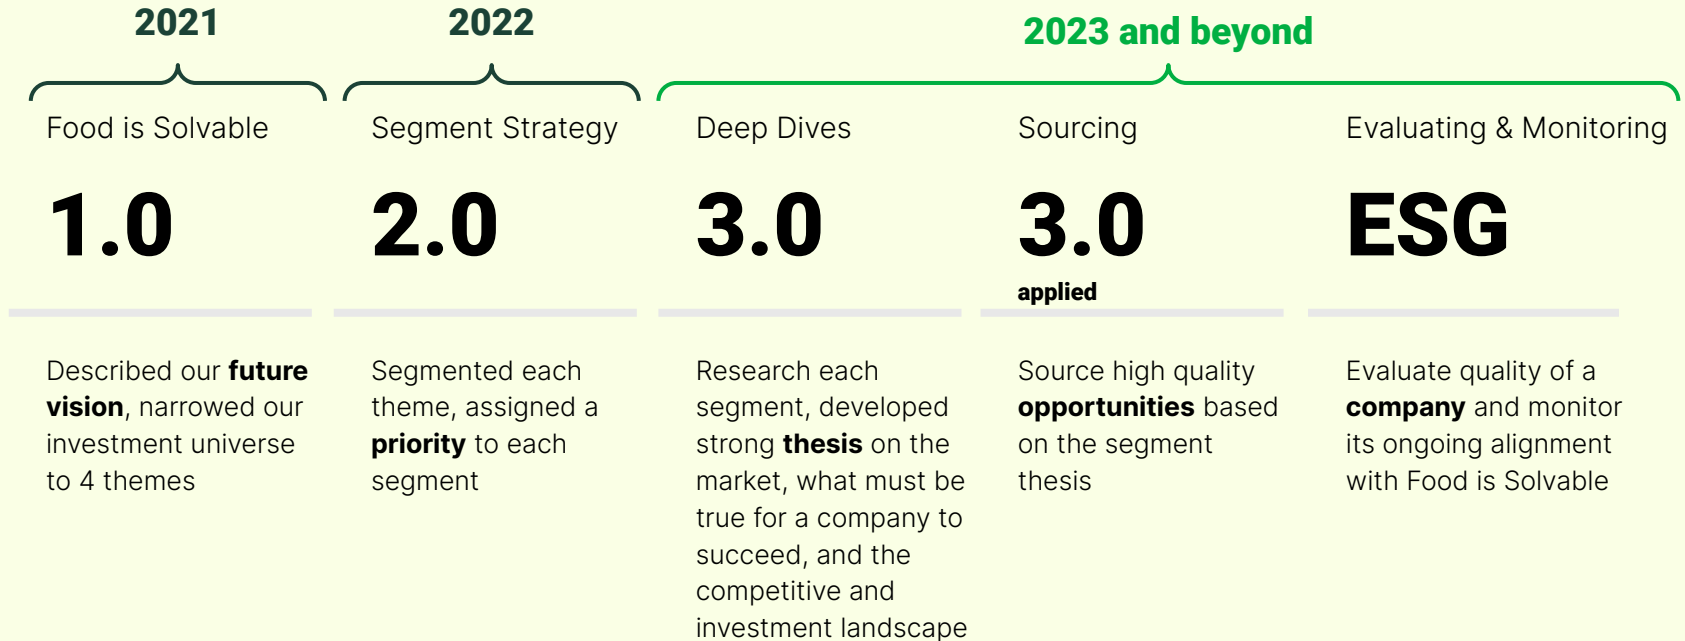 2021
2022
2023 and beyond
Food is Solvable
1.0
Described our future
vision, narrowed our
investment universe
to 4 themes
Segment Strategy
2.0
Segmented each
theme, assigned a
priority to each
segment
Deep Dives
3.0
Research each
segment, developed
strong thesis on the
market, what must be
true for a company to
succeed, and the
competitive and
investment landscape
Sourcing
3.0
applied
Source high quality
opportunities based
on the segment
thesis
Evaluating & Monitoring
ESG
Evaluate quality of a
company and monitor
its ongoing alignment
with Food is Solvable